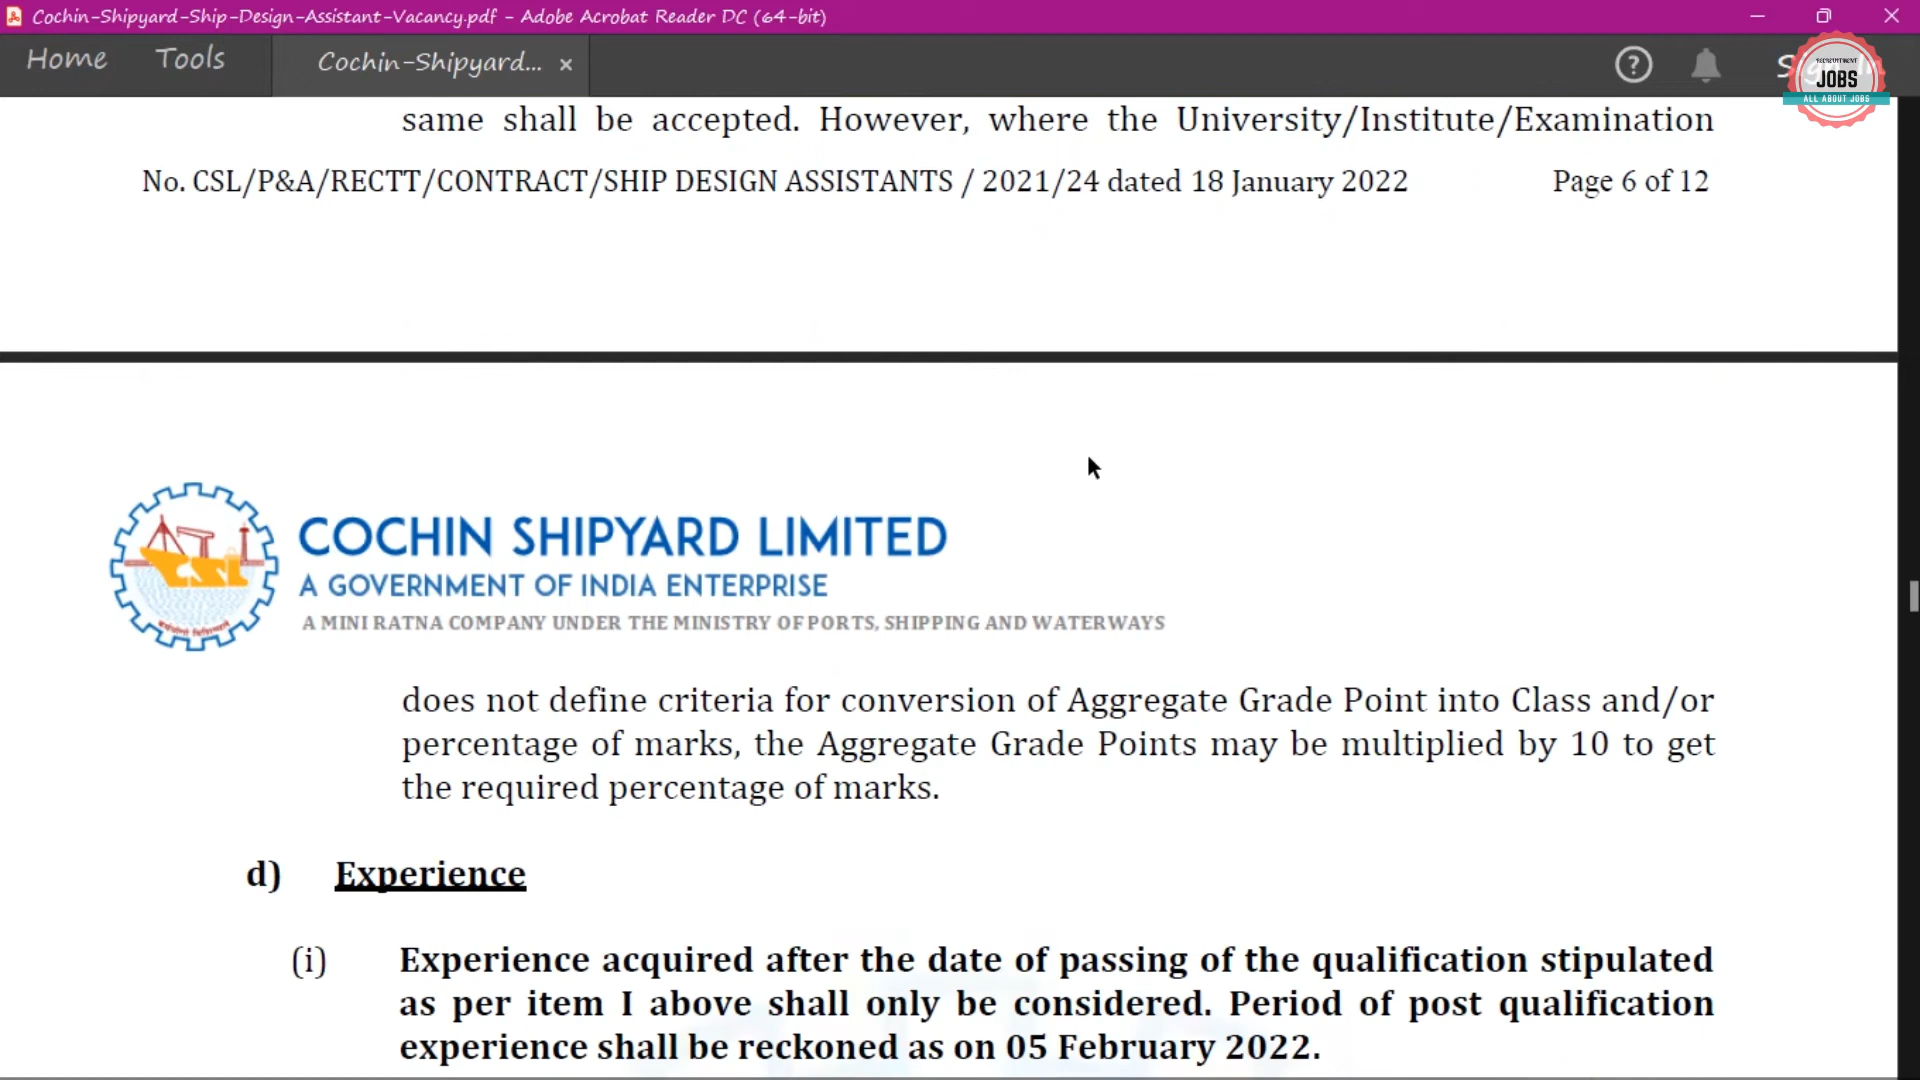 Cochin-Shipyard-Ship-Design-Assistant-Vacancy.pdf - Adobe Acrobat Reader DC (64-bit)
Home Tools Cochin-Shipyard... x
RECRUITMENT
JOBS
ALL ABOUT JOBS
same shall be accepted. However, where the University/Institute/Examination
No. CSL/P&A/RECTT/CONTRACT/SHIP DESIGN ASSISTANTS / 2021/24 dated 18 January 2022 Page 6 of 12
CSL
COCHIN SHIPYARD LIMITED
A GOVERNMENT OF INDIA ENTERPRISE
A MINI RATNA COMPANY UNDER THE MINISTRY OF PORTS, SHIPPING AND WATERWAYS
does not define criteria for conversion of Aggregate Grade Point into Class and/or
percentage of marks, the Aggregate Grade Points may be multiplied by 10 to get
the required percentage of marks.
d) Experience
(i) Experience acquired after the date of passing of the qualification stipulated
as per item I above shall only be considered. Period of post qualification
experience shall be reckoned as on 05 February 2022.